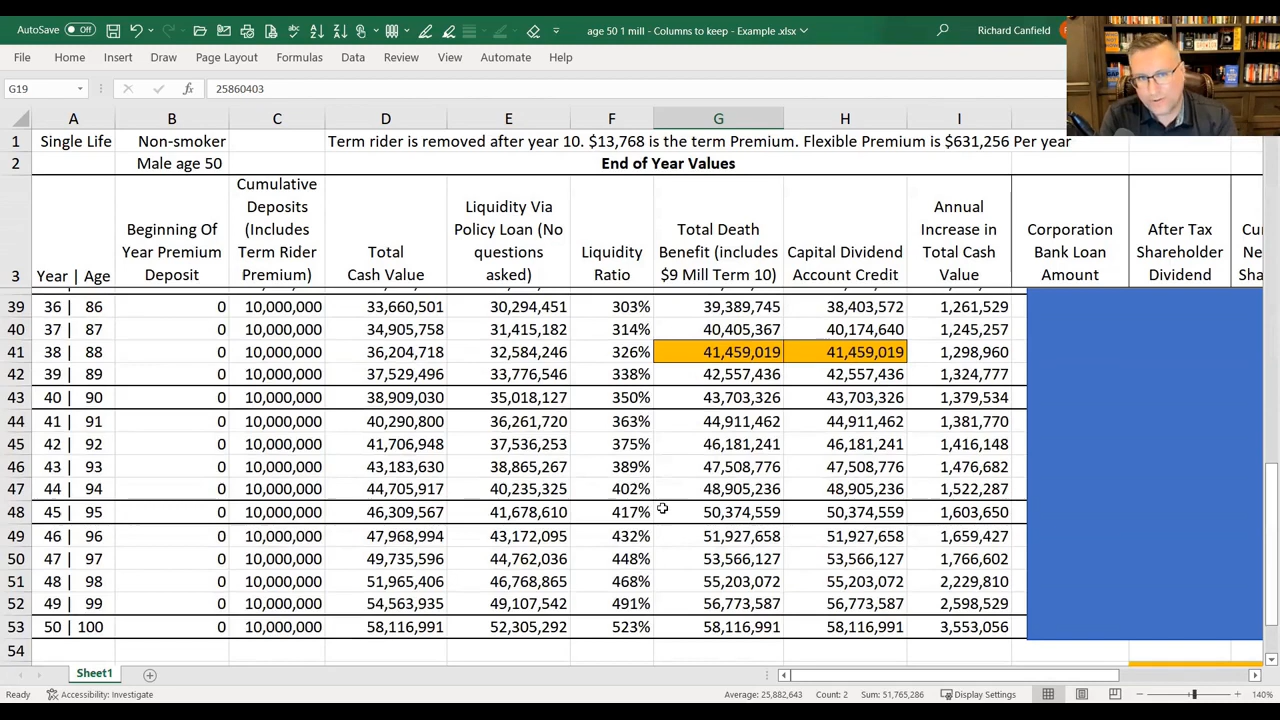 AutoSave Off age 50 1 mill - Columns to keep - Example .xlsx Richard Canfield
File Home Insert Draw Page Layout Formulas Data Review View Automate Help
G19 fx 25860403
A B C D E F G H I
1 Single Life Non-smoker Term rider is removed after year 10. $13,768 is the term Premium. Flexible Premium is $631,256 Per year
2 Male age 50 End of Year Values
3 Year | Age Beginning Of Year Premium Deposit Cumulative Deposits (Includes Term Rider Premium) Total Cash Value Liquidity Via Policy Loan (No questions asked) Liquidity Ratio Total Death Benefit (includes $9 Mill Term 10) Capital Dividend Account Credit Annual Increase in Total Cash Value Corporation Bank Loan Amount After Tax Shareholder Dividend
39 36 | 86 0 10,000,000 33,660,501 30,294,451 303% 39,389,745 38,403,572 1,261,529
40 37 | 87 0 10,000,000 34,905,758 31,415,182 314% 40,405,367 40,174,640 1,245,257
41 38 | 88 0 10,000,000 36,204,718 32,584,246 326% 41,459,019 41,459,019 1,298,960
42 39 | 89 0 10,000,000 37,529,496 33,776,546 338% 42,557,436 42,557,436 1,324,777
43 40 | 90 0 10,000,000 38,909,030 35,018,127 350% 43,703,326 43,703,326 1,379,534
44 41 | 91 0 10,000,000 40,290,800 36,261,720 363% 44,911,462 44,911,462 1,381,770
45 42 | 92 0 10,000,000 41,706,948 37,536,253 375% 46,181,241 46,181,241 1,416,148
46 43 | 93 0 10,000,000 43,183,630 38,865,267 389% 47,508,776 47,508,776 1,476,682
47 44 | 94 0 10,000,000 44,705,917 40,235,325 402% 48,905,236 48,905,236 1,522,287
48 45 | 95 0 10,000,000 46,309,567 41,678,610 417% 50,374,559 50,374,559 1,603,650
49 46 | 96 0 10,000,000 47,968,994 43,172,095 432% 51,927,658 51,927,658 1,659,427
50 47 | 97 0 10,000,000 49,735,596 44,762,036 448% 53,566,127 53,566,127 1,766,602
51 48 | 98 0 10,000,000 51,965,406 46,768,865 468% 55,203,072 55,203,072 2,229,810
52 49 | 99 0 10,000,000 54,563,935 49,107,542 491% 56,773,587 56,773,587 2,598,529
53 50 | 100 0 10,000,000 58,116,991 52,305,292 523% 58,116,991 58,116,991 3,553,056
54
Sheet1
Ready Accessibility: Investigate Average: 25,882,643 Count: 2 Sum: 51,765,286 Display Settings 140%